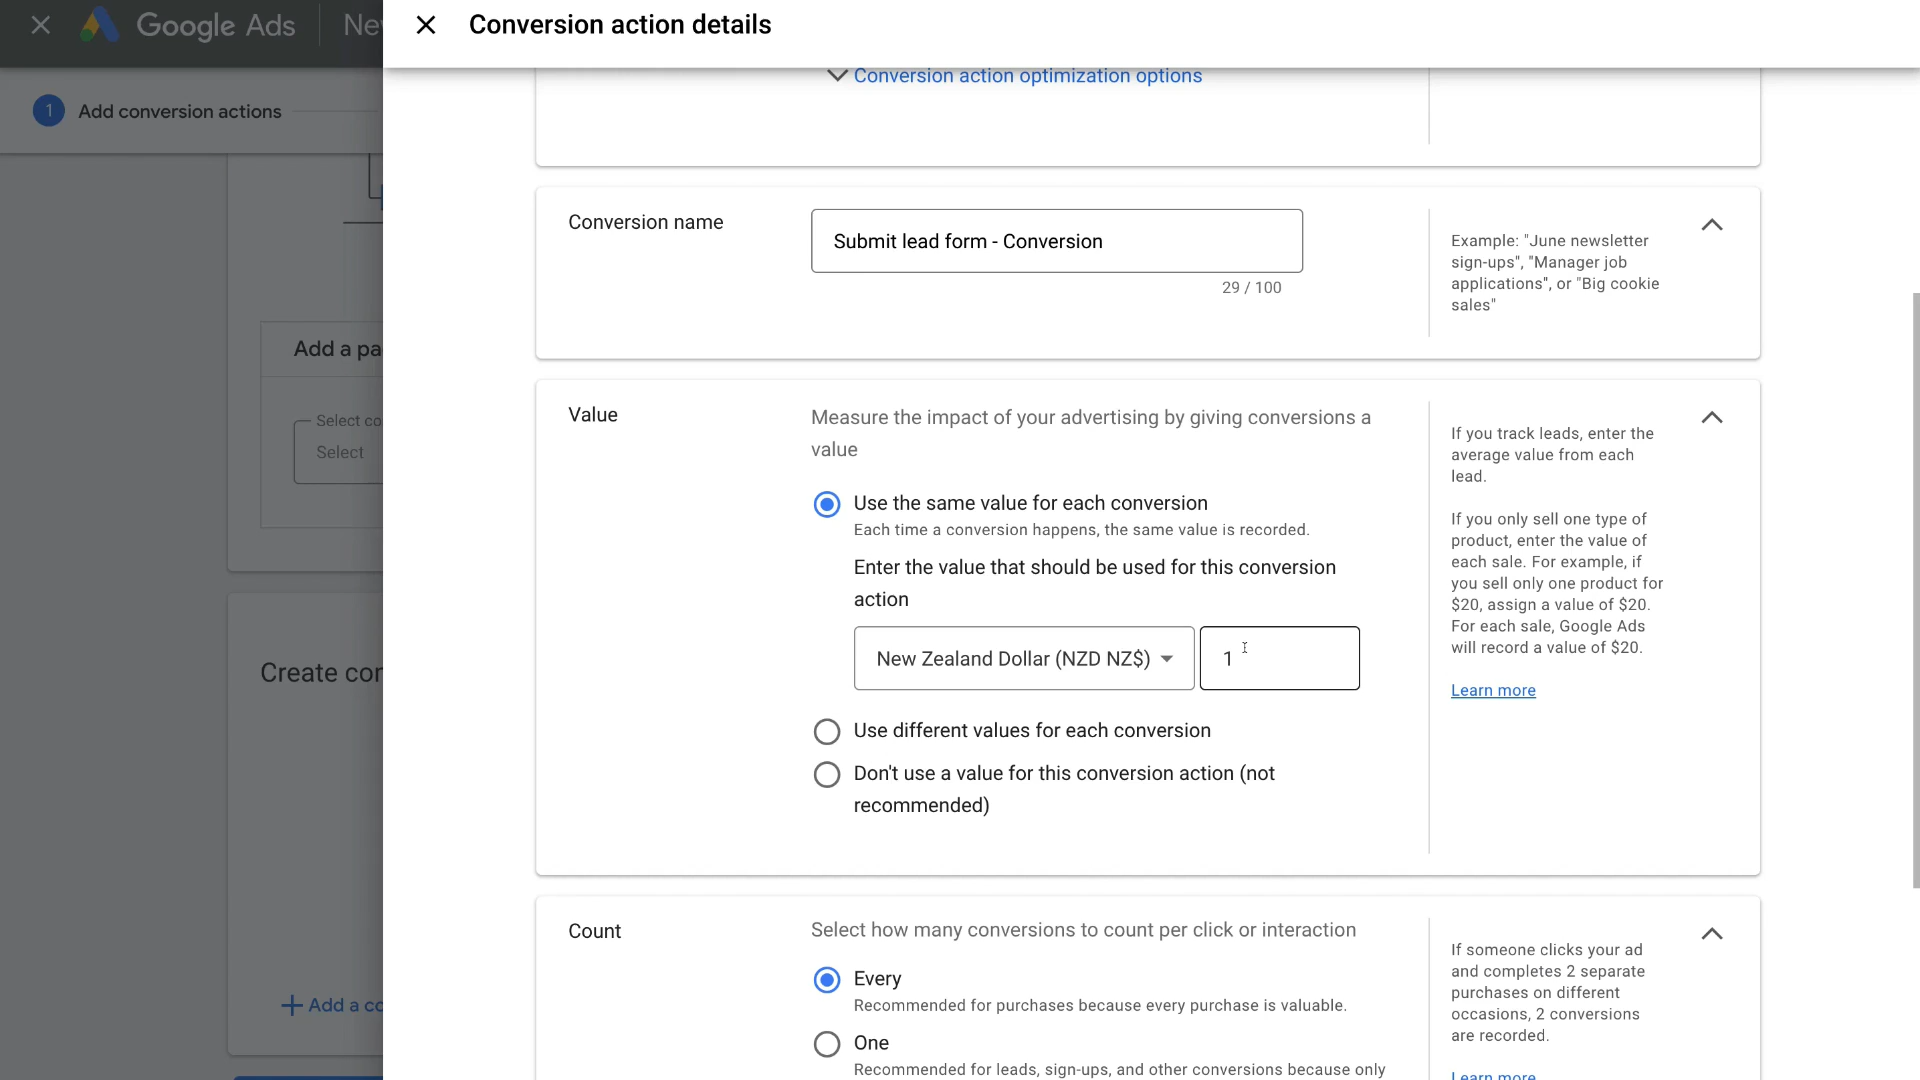 Google Ads
Ne
Conversion action details
1 Add conversion actions
Conversion action optimization options
Conversion name
Submit lead form - Conversion
29 / 100
Example: "June newsletter
sign-ups", "Manager job
applications", or "Big cookie
sales"
Add a pa
Select co
Select
Value
Measure the impact of your advertising by giving conversions a
value
Use the same value for each conversion
Each time a conversion happens, the same value is recorded.
Enter the value that should be used for this conversion
action
New Zealand Dollar (NZD NZ$)
1
Use different values for each conversion
Don't use a value for this conversion action (not
recommended)
If you track leads, enter the
average value from each
lead.
If you only sell one type of
product, enter the value of
each sale. For example, if
you sell only one product for
$20, assign a value of $20.
For each sale, Google Ads
will record a value of $20.
Learn more
Create cor
+ Add a co
Count
Select how many conversions to count per click or interaction
Every
Recommended for purchases because every purchase is valuable.
One
Recommended for leads, sign-ups, and other conversions because only
If someone clicks your ad
and completes 2 separate
purchases on different
occasions, 2 conversions
are recorded.
Learn more